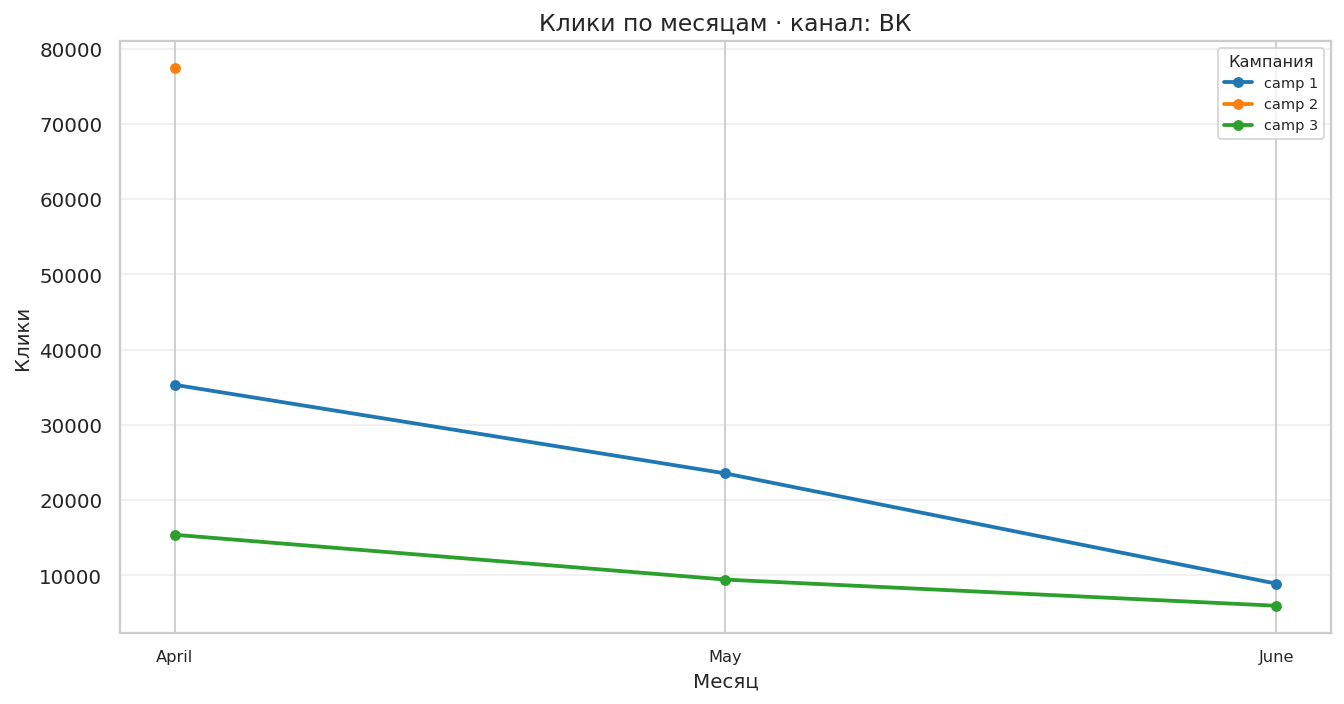 Клики по месяцам · канал: ВК
Кампания
camp 1
camp 2
camp 3
Клики
80000
70000
60000
50000
40000
30000
20000
10000
April
May
June
Месяц